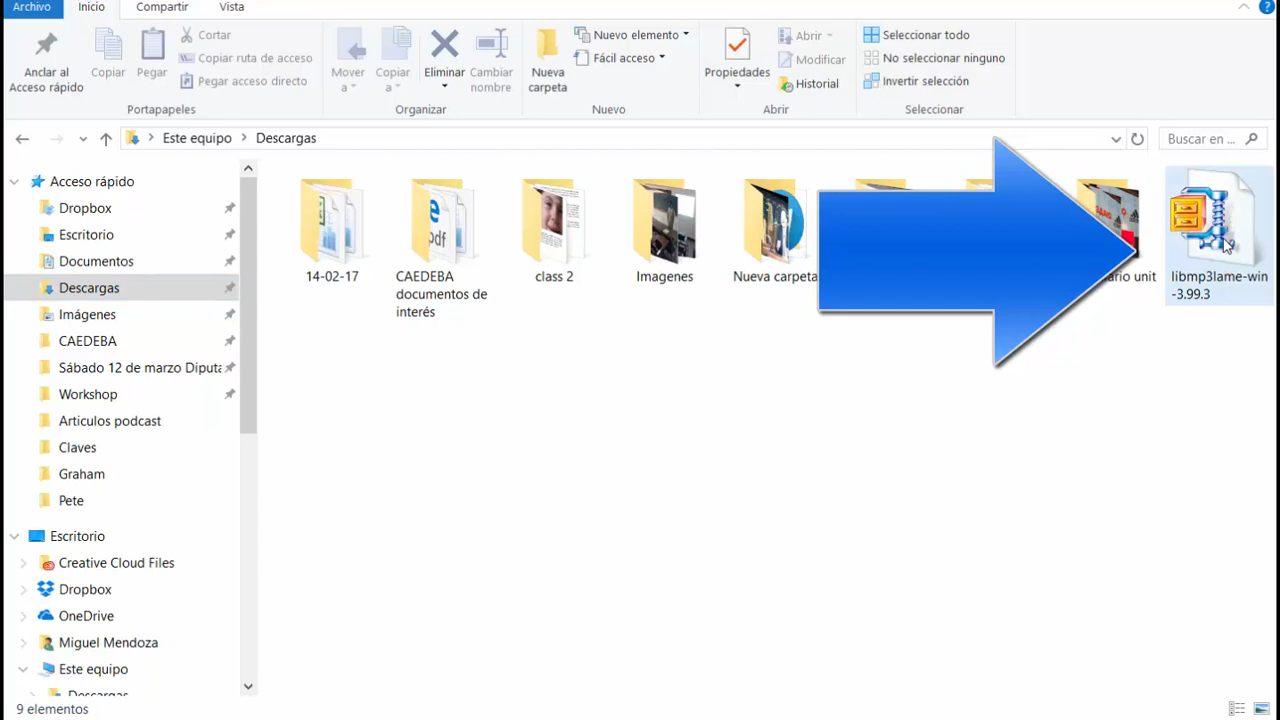 Archivo Inicio Compartir Vista
Anclar al
Acceso rápido
Copiar
Pegar
Cortar
Copiar ruta de acceso
Pegar acceso directo
Portapapeles
Mover
a
Copiar
a
Eliminar
Cambiar
nombre
Organizar
Nueva
carpeta
Nuevo elemento
Fácil acceso
Nuevo
Propiedades
Abrir
Modificar
Historial
Abrir
Seleccionar todo
No seleccionar ninguno
Invertir selección
Seleccionar
Este equipo Descargas
Buscar en ...
Acceso rápido
Dropbox
Escritorio
Documentos
Descargas
Imágenes
CAEDEBA
Sábado 12 de marzo Diputa
Workshop
Articulos podcast
Claves
Graham
Pete
Escritorio
Creative Cloud Files
Dropbox
OneDrive
Miguel Mendoza
Este equipo
Descargas
14-02-17
CAEDEBA
documentos de
interés
class 2
Imagenes
Nueva carpeta
unit
libmp3lame-win
-3.99.3
9 elementos